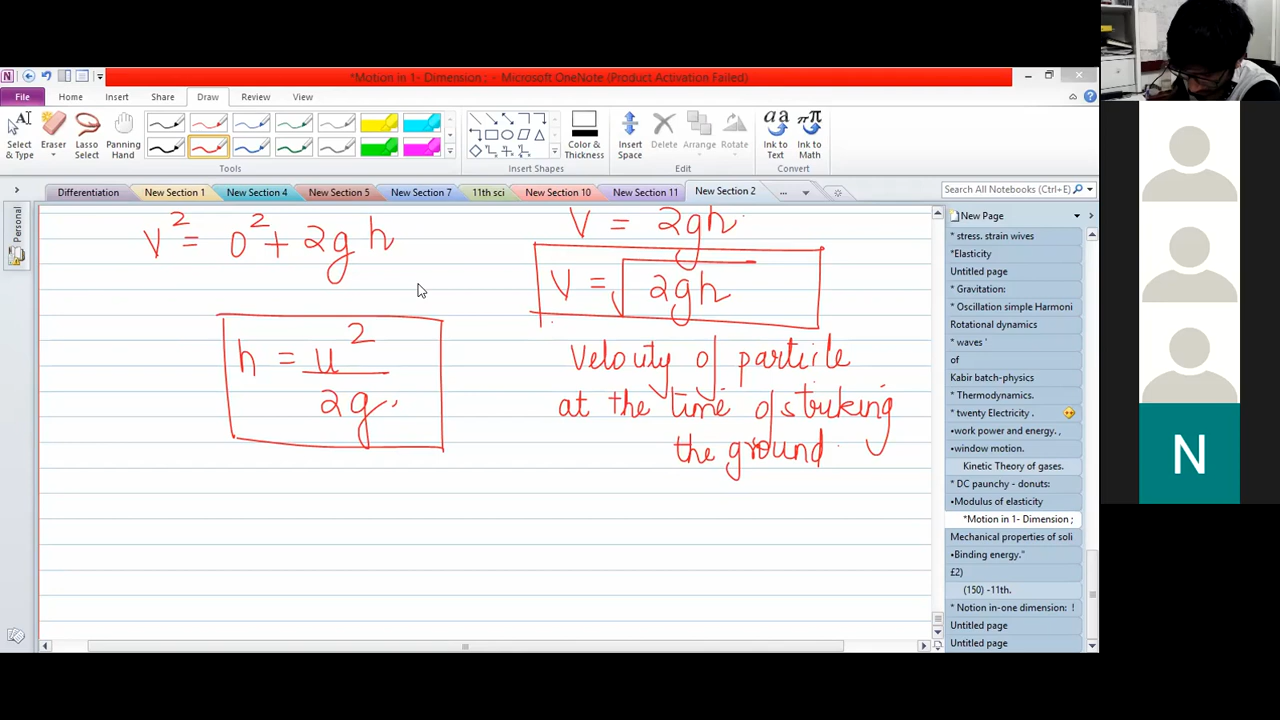 *Motion in 1- Dimension ; - Microsoft OneNote (Product Activation Failed)
File Home Insert Share Draw Review View
Select & Type
Eraser
Lasso Select
Panning Hand
Color & Thickness
Insert Space
Delete
Arrange
Rotate
Ink to Text
Ink to Math
Tools
Insert Shapes
Edit
Convert
Differentiation New Section 1 New Section 4 New Section 5 New Section 7 11th sci New Section 10 New Section 11 New Section 2 ...
Search All Notebooks (Ctrl+E)
Personal
V² = 0² + 2gh
h = u²/2g.
V = 2gh
V = √2gh
Velouty of particle
at the time of striking
the ground
New Page
* stress. strain wives
*Elasticity
Untitled page
* Gravitation:
* Oscillation simple Harmoni
Rotational dynamics
* waves '
of
Kabir batch-physics
* Thermodynamics.
* twenty Electricity .
•work power and energy. ,
•window motion.
Kinetic Theory of gases.
* DC paunchy - donuts:
•Modulus of elasticity
*Motion in 1- Dimension ;
Mechanical properties of soli
•Binding energy."
£2)
(150) -11th.
* Notion in-one dimension: !
Untitled page
Untitled page
N